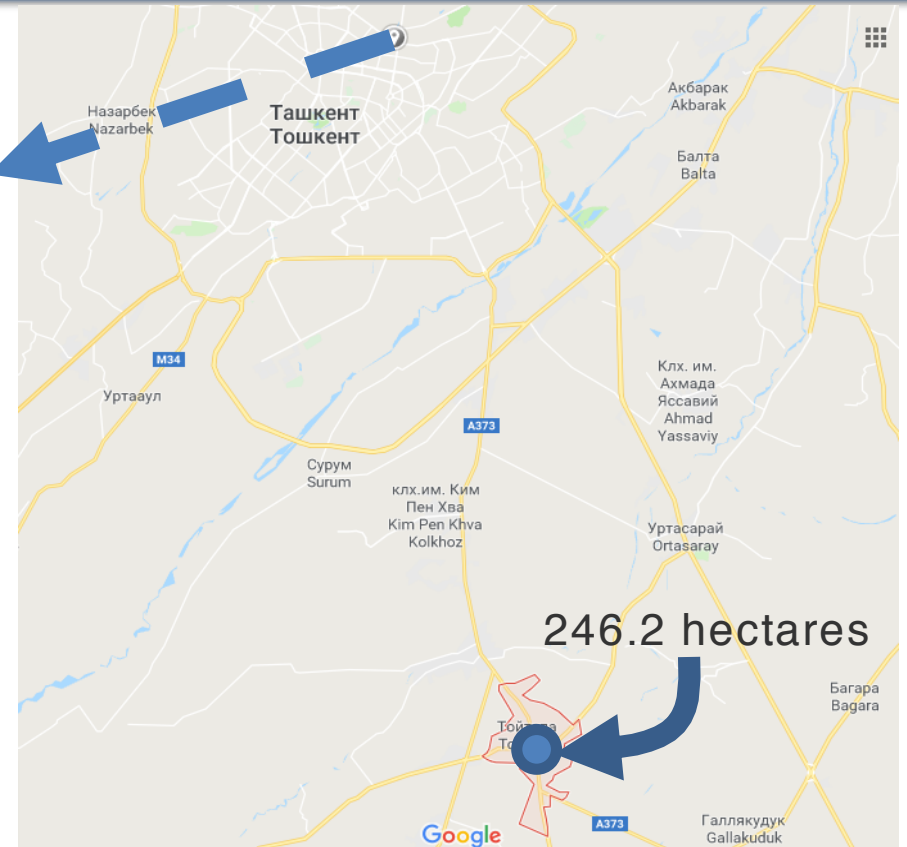 Акбарак
Akbarak
Назарбек
Nazarbek
Ташкент
Тошкент
Балта
Balta
M34
Уртааул
Клх. им.
Ахмада
Яссавий
Ahmad
Yassaviy
A373
Сурум
Surum
клх.им. Ким
Пен Хва
Kim Pen Khva
Kolkhoz
Уртасарай
Ortasaray
246.2 hectares
Багара
Bagara
A373
Галлякудук
Gallakuduk
Google